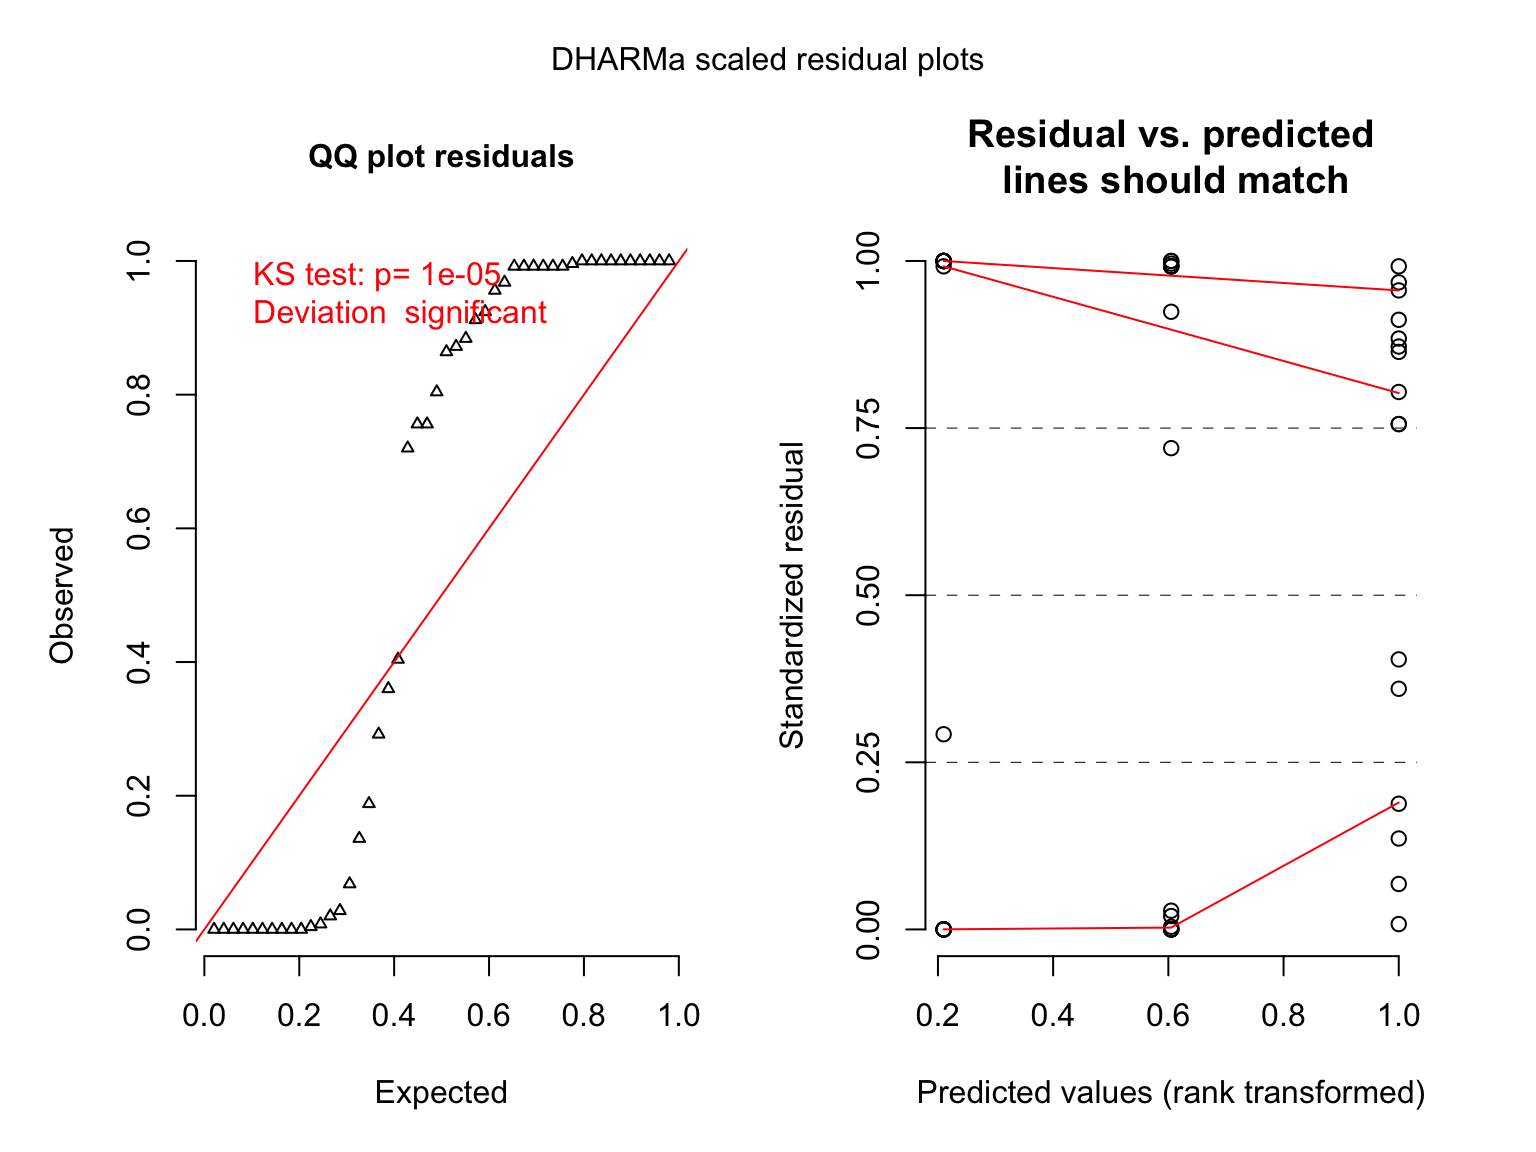 DHARMa scaled residual plots
QQ plot residuals
KS test: p= 1e-05
Deviation  significant
Observed
0.0 0.2 0.4 0.6 0.8 1.0
0.0 0.2 0.4 0.6 0.8 1.0
Expected
Residual vs. predicted
lines should match
Standardized residual
0.00 0.25 0.50 0.75 1.00
0.2 0.4 0.6 0.8 1.0
Predicted values (rank transformed)